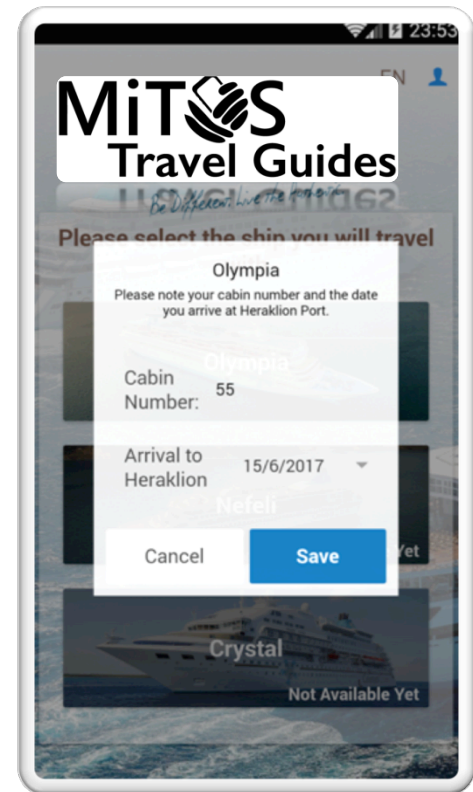 23:53
EN
MiTOS
Travel Guides
Be Different. Live the Authentic
Please select the ship you will travel
Olympia
Please note your cabin number and the date
you arrive at Heraklion Port.
Olympia
Cabin
Number: 55
Arrival to
Heraklion 15/6/2017
Nefeli
Cancel Save
Yet
Crystal
Not Available Yet